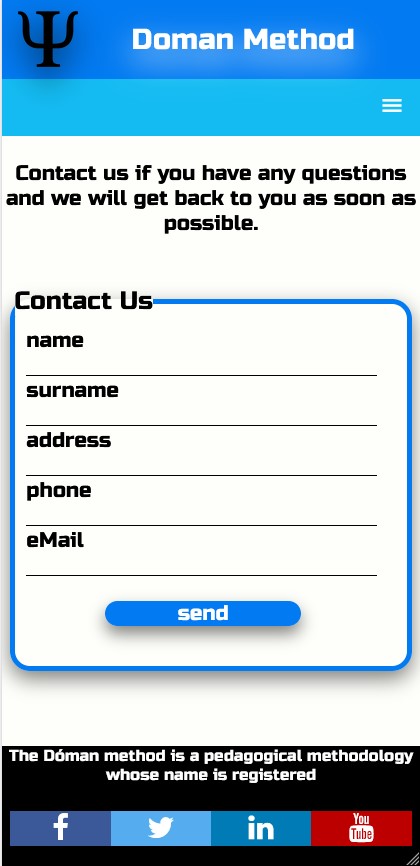 Ψ Doman Method
Contact us if you have any questions
and we will get back to you as soon as
possible.
Contact Us
name
surname
address
phone
eMail
send
The Dóman method is a pedagogical methodology
whose name is registered
f in You
Tube